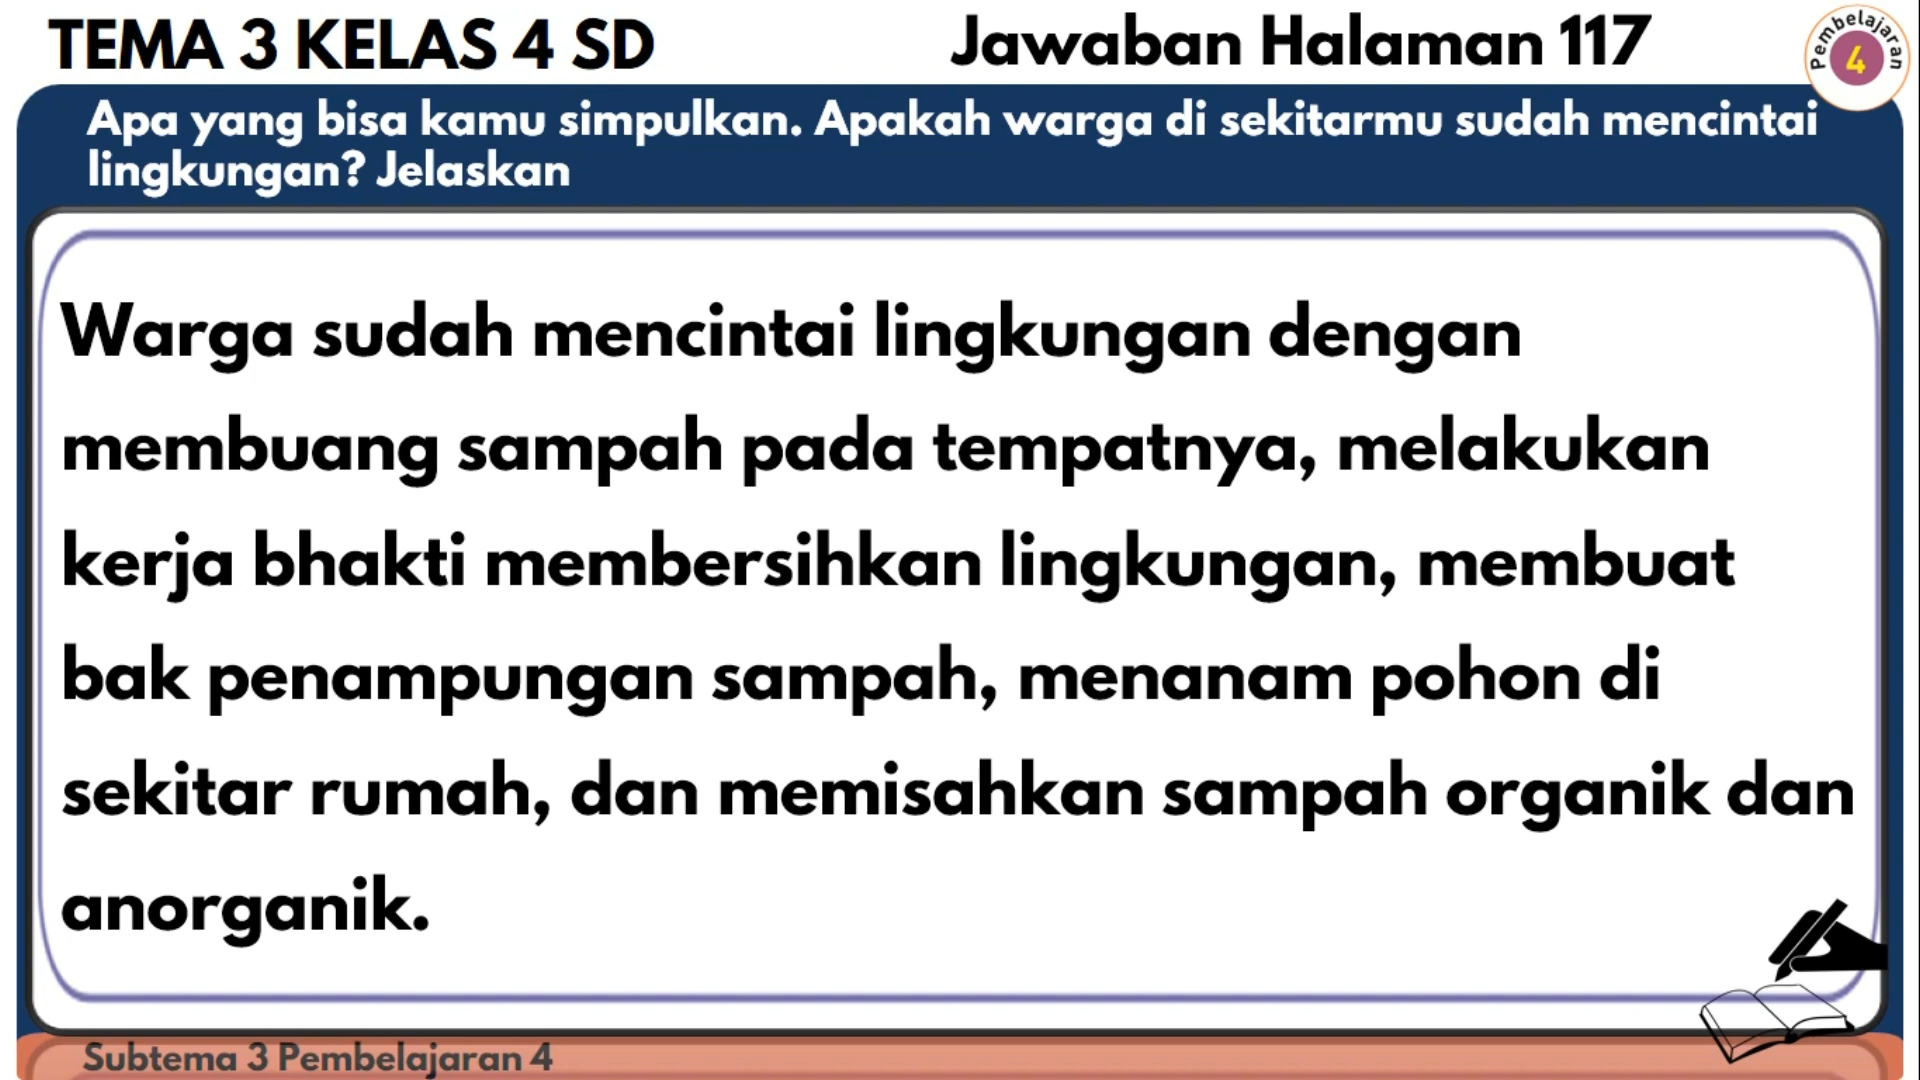 TEMA 3 KELAS 4 SD
Jawaban Halaman 117
Pembelajaran
4
Apa yang bisa kamu simpulkan. Apakah warga di sekitarmu sudah mencintai
lingkungan? Jelaskan
Warga sudah mencintai lingkungan dengan
membuang sampah pada tempatnya, melakukan
kerja bhakti membersihkan lingkungan, membuat
bak penampungan sampah, menanam pohon di
sekitar rumah, dan memisahkan sampah organik dan
anorganik.
Subtema 3 Pembelajaran 4